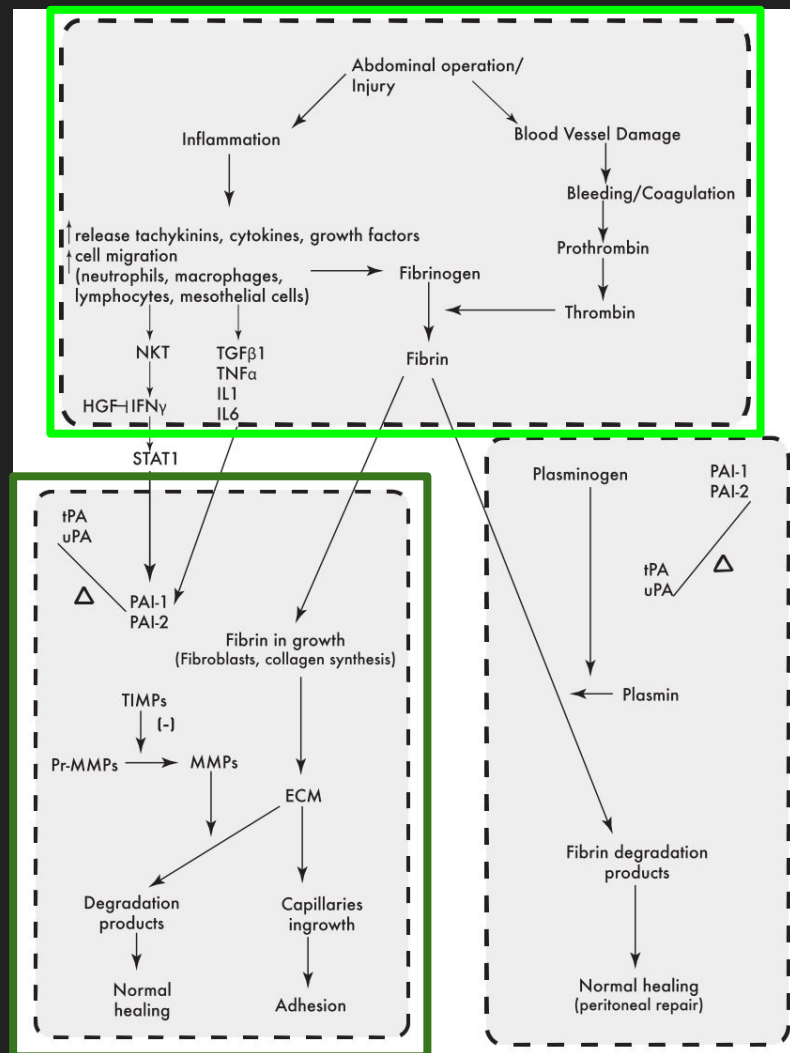 Abdominal operation/
Injury
Inflammation
Blood Vessel Damage
Bleeding/Coagulation
Prothrombin
Thrombin
↑ release tachykinins, cytokines, growth factors
↑ cell migration
(neutrophils, macrophages,
lymphocytes, mesothelial cells)
Fibrinogen
Fibrin
NKT
HGF
IFNγ
TGFβ1
TNFα
IL1
IL6
STAT1
tPA
uPA
Δ
PAI-1
PAI-2
Fibrin in growth
(Fibroblasts, collagen synthesis)
TIMPs
(-)
Pr-MMPs
MMPs
ECM
Degradation
products
Normal
healing
Capillaries
ingrowth
Adhesion
Plasminogen
PAI-1
PAI-2
Δ
tPA
uPA
Plasmin
Fibrin degradation
products
Normal healing
(peritoneal repair)